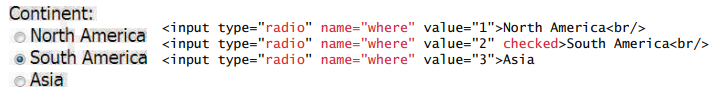 Continent:
North America
South America
Asia
<input type="radio" name="where" value="1">North America<br/>
<input type="radio" name="where" value="2" checked>South America<br/>
<input type="radio" name="where" value="3">Asia